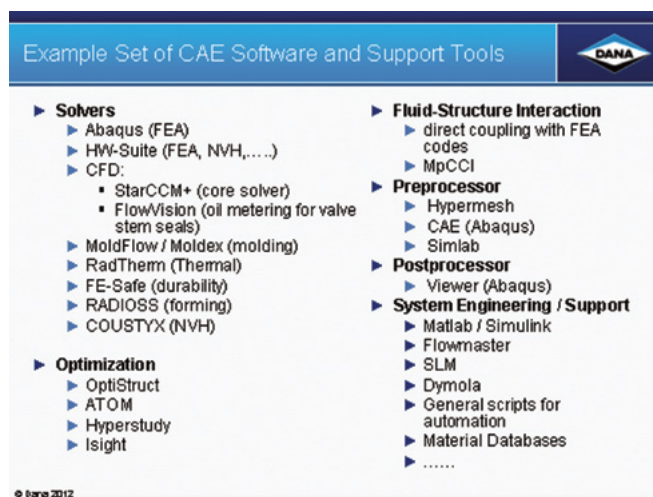 Example Set of CAE Software and Support Tools
DANA
► Solvers
► Abaqus (FEA)
► HW-Suite (FEA, NVH,.....)
► CFD:
▪ StarCCM+ (core solver)
▪ FlowVision (oil metering for valve
stem seals)
► MoldFlow / Moldex (molding)
► RadTherm (Thermal)
► FE-Safe (durability)
► RADIOSS (forming)
► COUSTYX (NVH)
► Optimization
► OptiStruct
► ATOM
► Hyperstudy
► Isight
► Fluid-Structure Interaction
► direct coupling with FEA
codes
► MpCCI
► Preprocessor
► Hypermesh
► CAE (Abaqus)
► Simlab
► Postprocessor
► Viewer (Abaqus)
► System Engineering / Support
► Matlab / Simulink
► Flowmaster
► SLM
► Dymola
► General scripts for
automation
► Material Databases
► ......
© Dana 2012